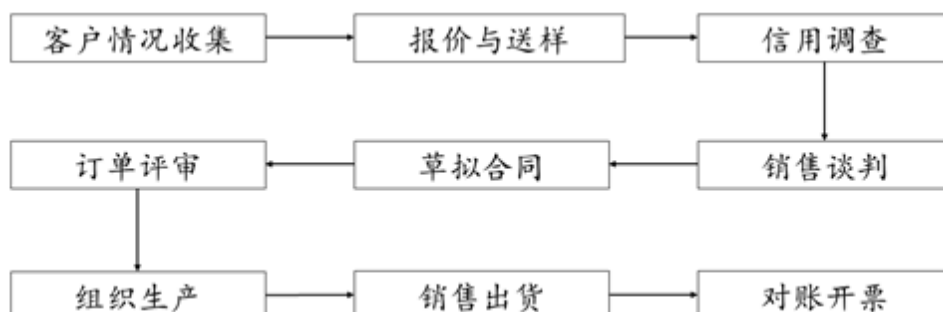 客户情况收集
报价与送样
信用调查
销售谈判
草拟合同
订单评审
组织生产
销售出货
对账开票